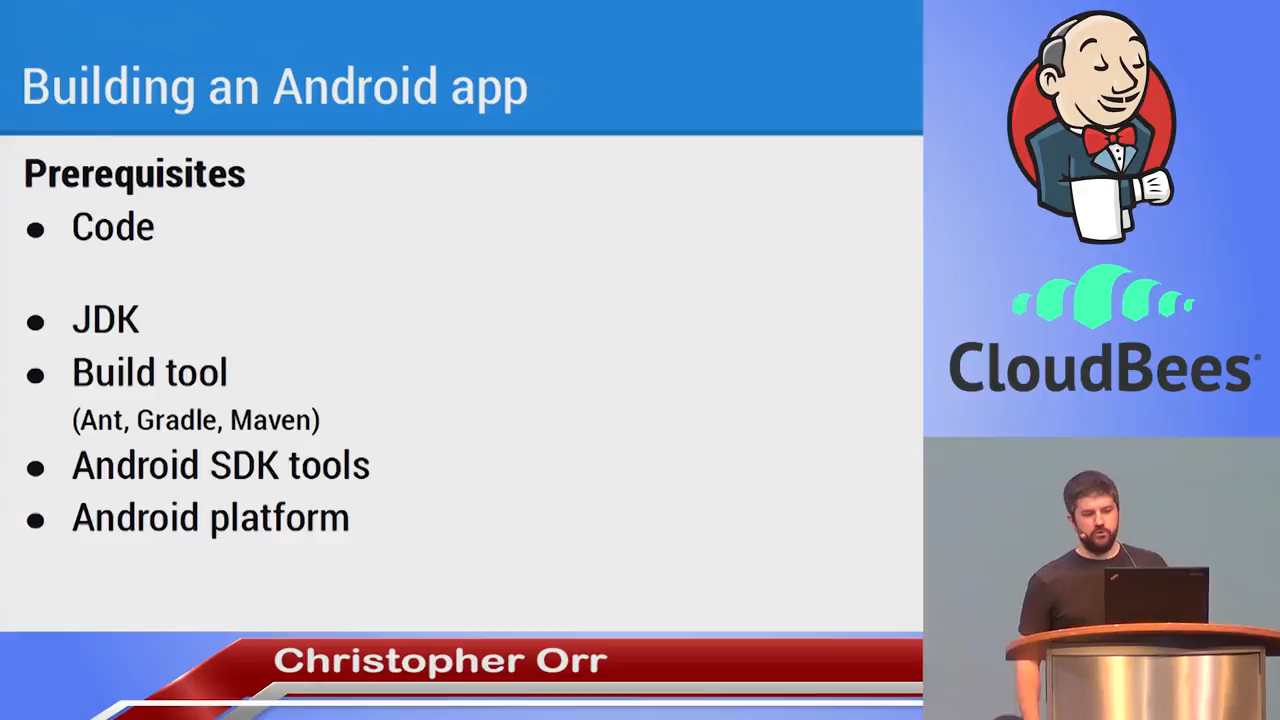 Building an Android app
Prerequisites
● Code
● JDK
● Build tool
(Ant, Gradle, Maven)
● Android SDK tools
● Android platform
CloudBees
Christopher Orr